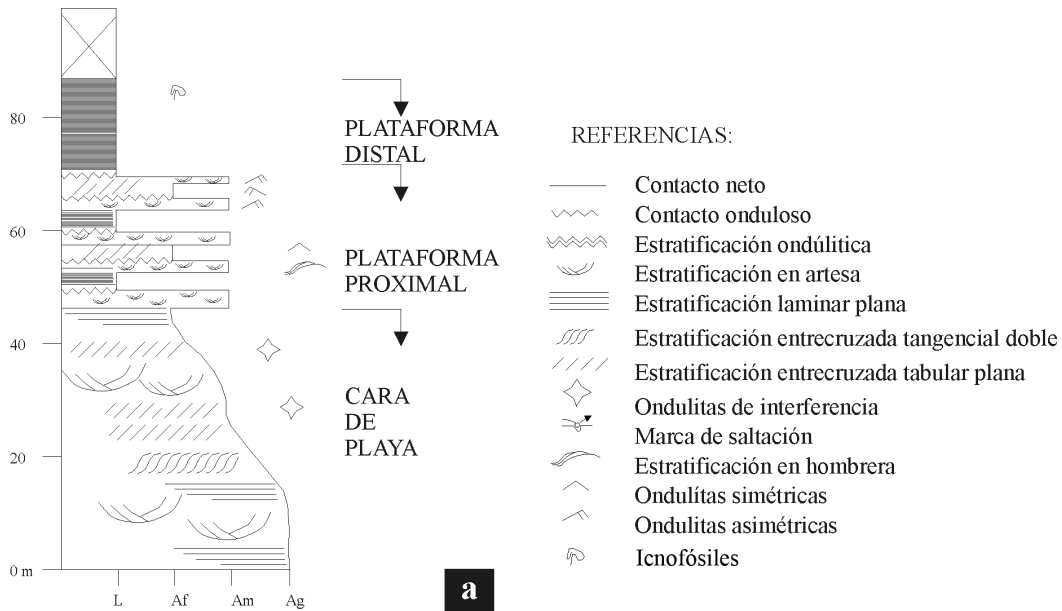 80
60
40
20
0 m
L
Af
Am
Ag
PLATAFORMA
DISTAL
PLATAFORMA
PROXIMAL
CARA
DE
PLAYA
a
REFERENCIAS:
Contacto neto
Contacto onduloso
Estratificación ondúlitica
Estratificación en artesa
Estratificación laminar plana
Estratificación entrecruzada tangencial doble
Estratificación entrecruzada tabular plana
Ondulitas de interferencia
Marca de saltación
Estratificación en hombrera
Ondulítas simétricas
Ondulitas asimétricas
Icnofósiles